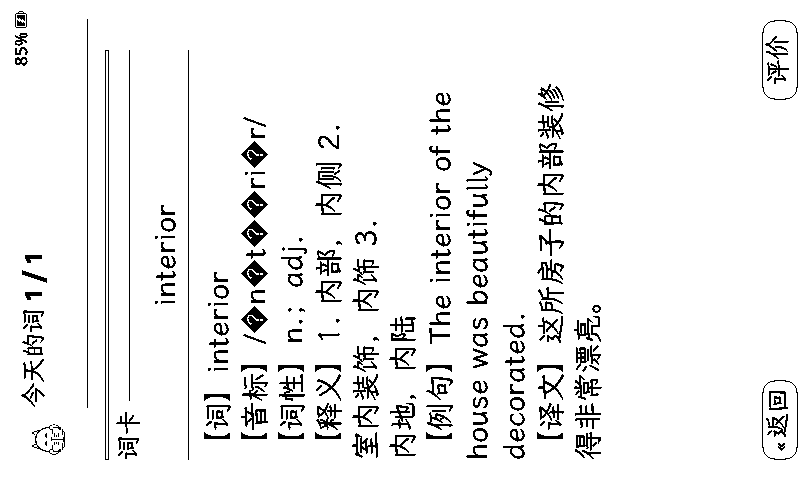 85%
今天的词 1/1
词卡
interior
【词】interior
【音标】/�n�t��ri�r/
【词性】n.; adj.
【释义】1. 内部，内侧 2.
室内装饰，内饰 3.
内地，内陆
【例句】The interior of the
house was beautifully
decorated.
【译文】这所房子的内部装修
得非常漂亮。
«返回
评价